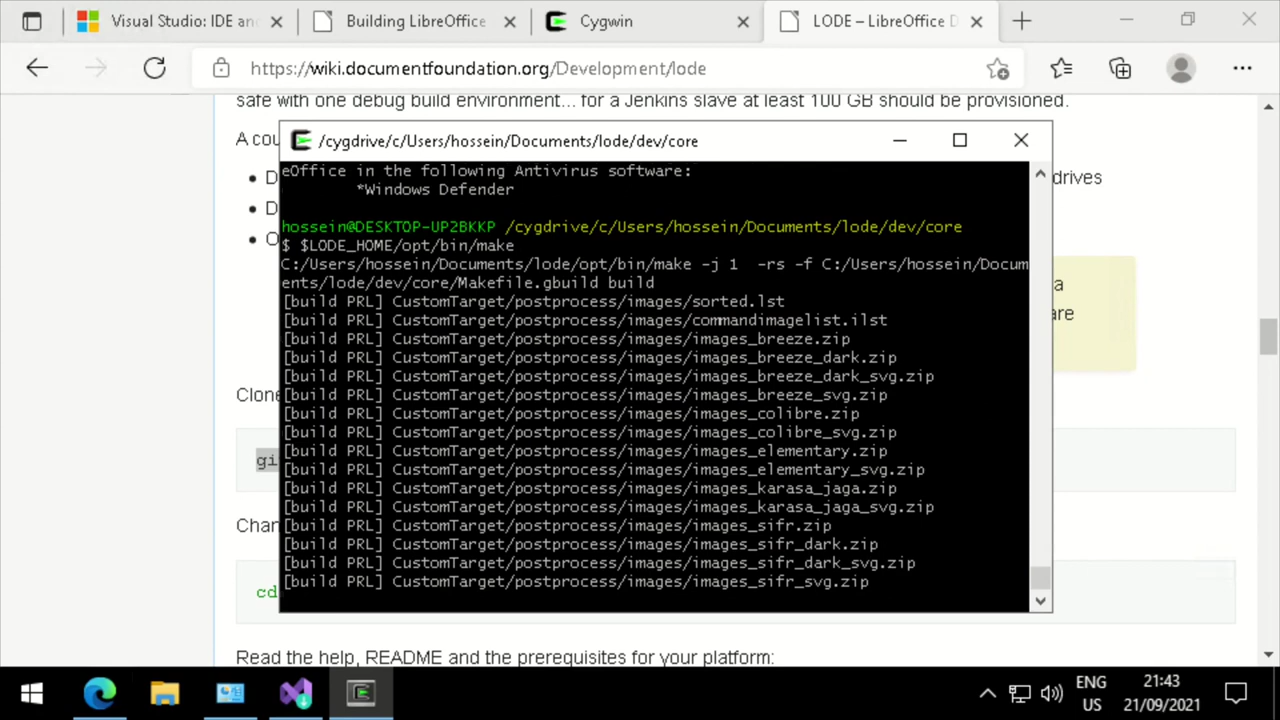 Visual Studio: IDE an
Building LibreOffice
Cygwin
LODE – LibreOffice D
https://wiki.documentfoundation.org/Development/lode
safe with one debug build environment... for a Jenkins slave at least 100 GB should be provisioned.
A cou
/cygdrive/c/Users/hossein/Documents/lode/dev/core
eOffice in the following Antivirus software:
*Windows Defender
D
drives
D
hossein@DESKTOP-UP2BKKP /cygdrive/c/Users/hossein/Documents/lode/dev/core
O
$ $LODE_HOME/opt/bin/make
C:/Users/hossein/Documents/lode/opt/bin/make -j 1  -rs -f C:/Users/hossein/Docum
ents/lode/dev/core/Makefile.gbuild build
a
[build PRL] CustomTarget/postprocess/images/sorted.lst
are
[build PRL] CustomTarget/postprocess/images/commandimagelist.ilst
[build PRL] CustomTarget/postprocess/images/images_breeze.zip
[build PRL] CustomTarget/postprocess/images/images_breeze_dark.zip
[build PRL] CustomTarget/postprocess/images/images_breeze_dark_svg.zip
Clone
[build PRL] CustomTarget/postprocess/images/images_breeze_svg.zip
[build PRL] CustomTarget/postprocess/images/images_colibre.zip
[build PRL] CustomTarget/postprocess/images/images_colibre_svg.zip
gi
[build PRL] CustomTarget/postprocess/images/images_elementary.zip
[build PRL] CustomTarget/postprocess/images/images_elementary_svg.zip
[build PRL] CustomTarget/postprocess/images/images_karasa_jaga.zip
[build PRL] CustomTarget/postprocess/images/images_karasa_jaga_svg.zip
Chan
[build PRL] CustomTarget/postprocess/images/images_sifr.zip
[build PRL] CustomTarget/postprocess/images/images_sifr_dark.zip
[build PRL] CustomTarget/postprocess/images/images_sifr_dark_svg.zip
[build PRL] CustomTarget/postprocess/images/images_sifr_svg.zip
cd
Read the help, README and the prerequisites for your platform:
ENG
US
21:43
21/09/2021